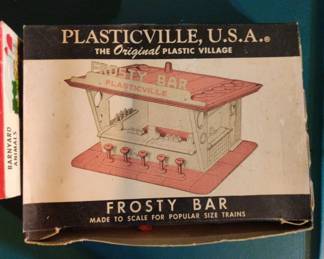 PLASTICVILLE, U.S.A.®
THE Original PLASTIC VILLAGE
FROSTY BAR
PLASTICVILLE
FROSTY BAR
MADE TO SCALE FOR POPULAR SIZE TRAINS
BARNYARD
ANIMALS